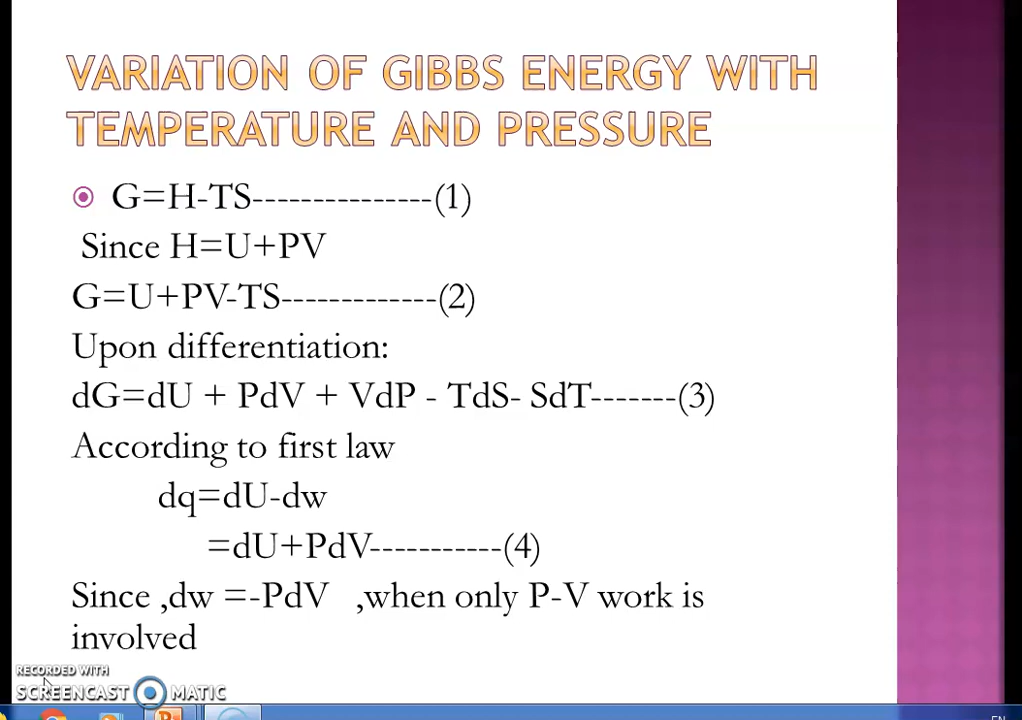 VARIATION OF GIBBS ENERGY WITH
TEMPERATURE AND PRESSURE
G=H-TS---------------(1)
Since H=U+PV
G=U+PV-TS-------------(2)
Upon differentiation:
dG=dU + PdV + VdP - TdS- SdT-------(3)
According to first law
dq=dU-dw
=dU+PdV-----------(4)
Since ,dw =-PdV ,when only P-V work is
involved
RECORDED WITH
SCREENCAST MATIC
EN